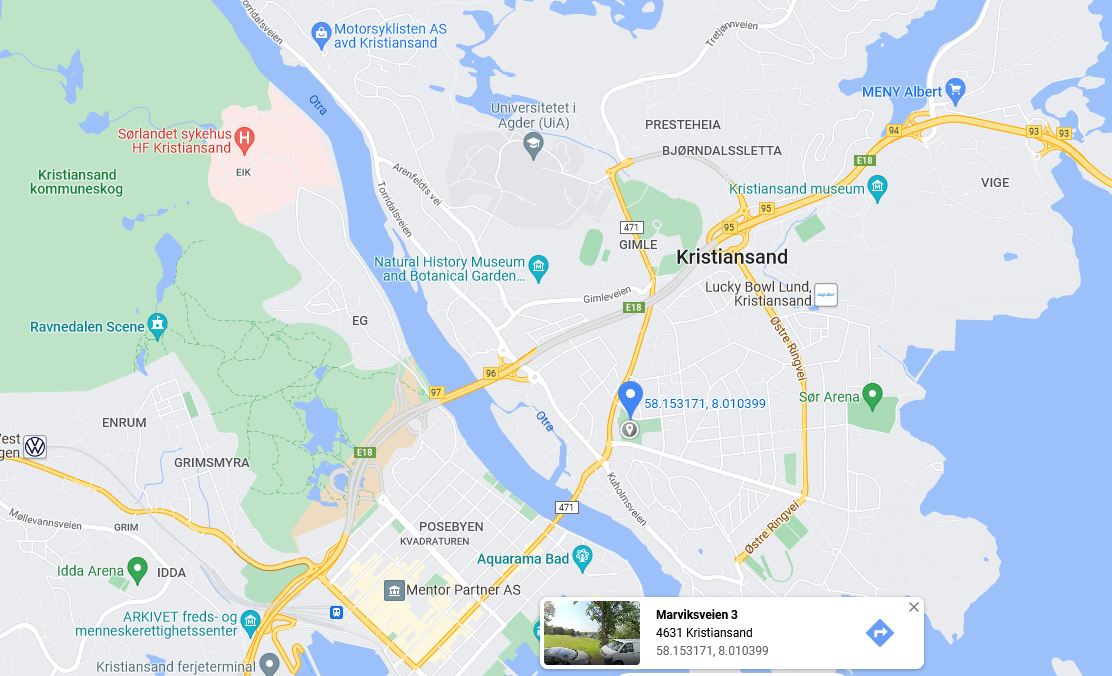 Torridalsveien
Motorsyklisten AS
avd Kristiansand
Tretjønnveien
MENY Albert
Otra
Universitetet i
Agder (UiA)
PRESTEHEIA
94
93
93
Sørlandet sykehus
HF Kristiansand
BJØRNDALSSLETTA
E18
EIK
Arenfeldts vei
Kristiansand
kommuneskog
Torridalsveien
Kristiansand museum
VIGE
95
95
471
GIMLE
Kristiansand
Natural History Museum
and Botanical Garden...
Lucky Bowl Lund,
Kristiansand
Gimleveien
E18
Ravnedalen Scene
EG
Østre Ringvei
96
97
58.153171, 8.010399
Sør Arena
Otra
ENRUM
E18
GRIMSMYRA
Kuholmsveien
471
Møllevannsveien
GRIM
POSEBYEN
KVADRATUREN
Østre Ringvei
Aquarama Bad
Idda Arena
IDDA
Mentor Partner AS
ARKIVET freds- og
menneskerettighetssenter
Kristiansand ferjeterminal
Marviksveien 3
4631 Kristiansand
58.153171, 8.010399